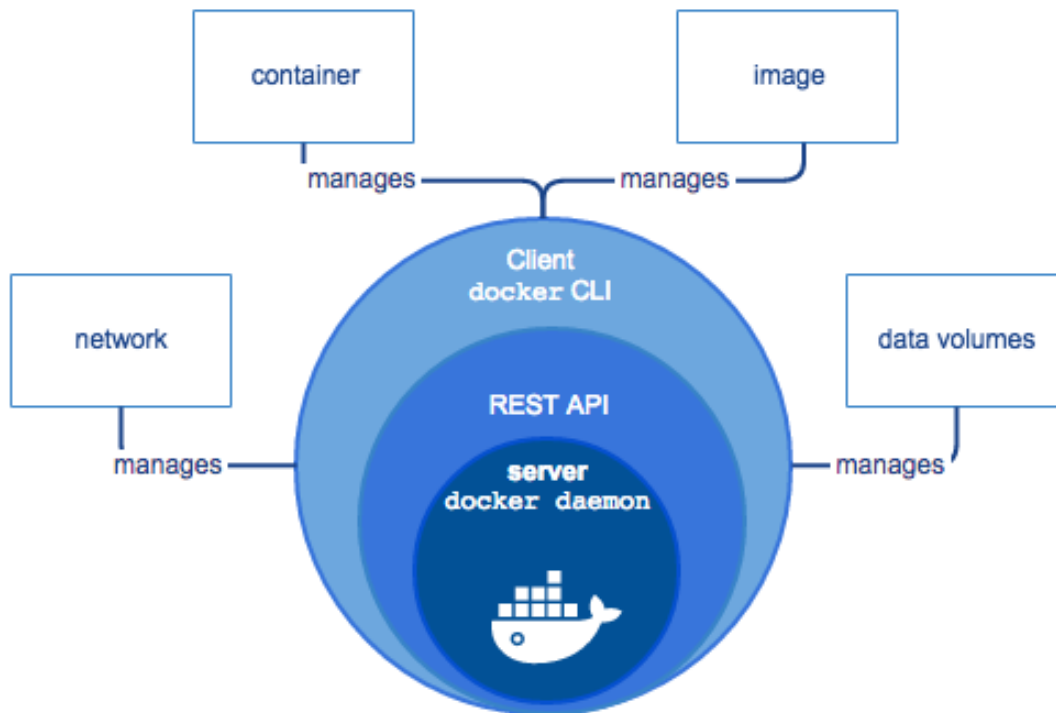 container
image
manages
manages
Client
docker CLI
network
data volumes
REST API
manages
manages
server
docker daemon